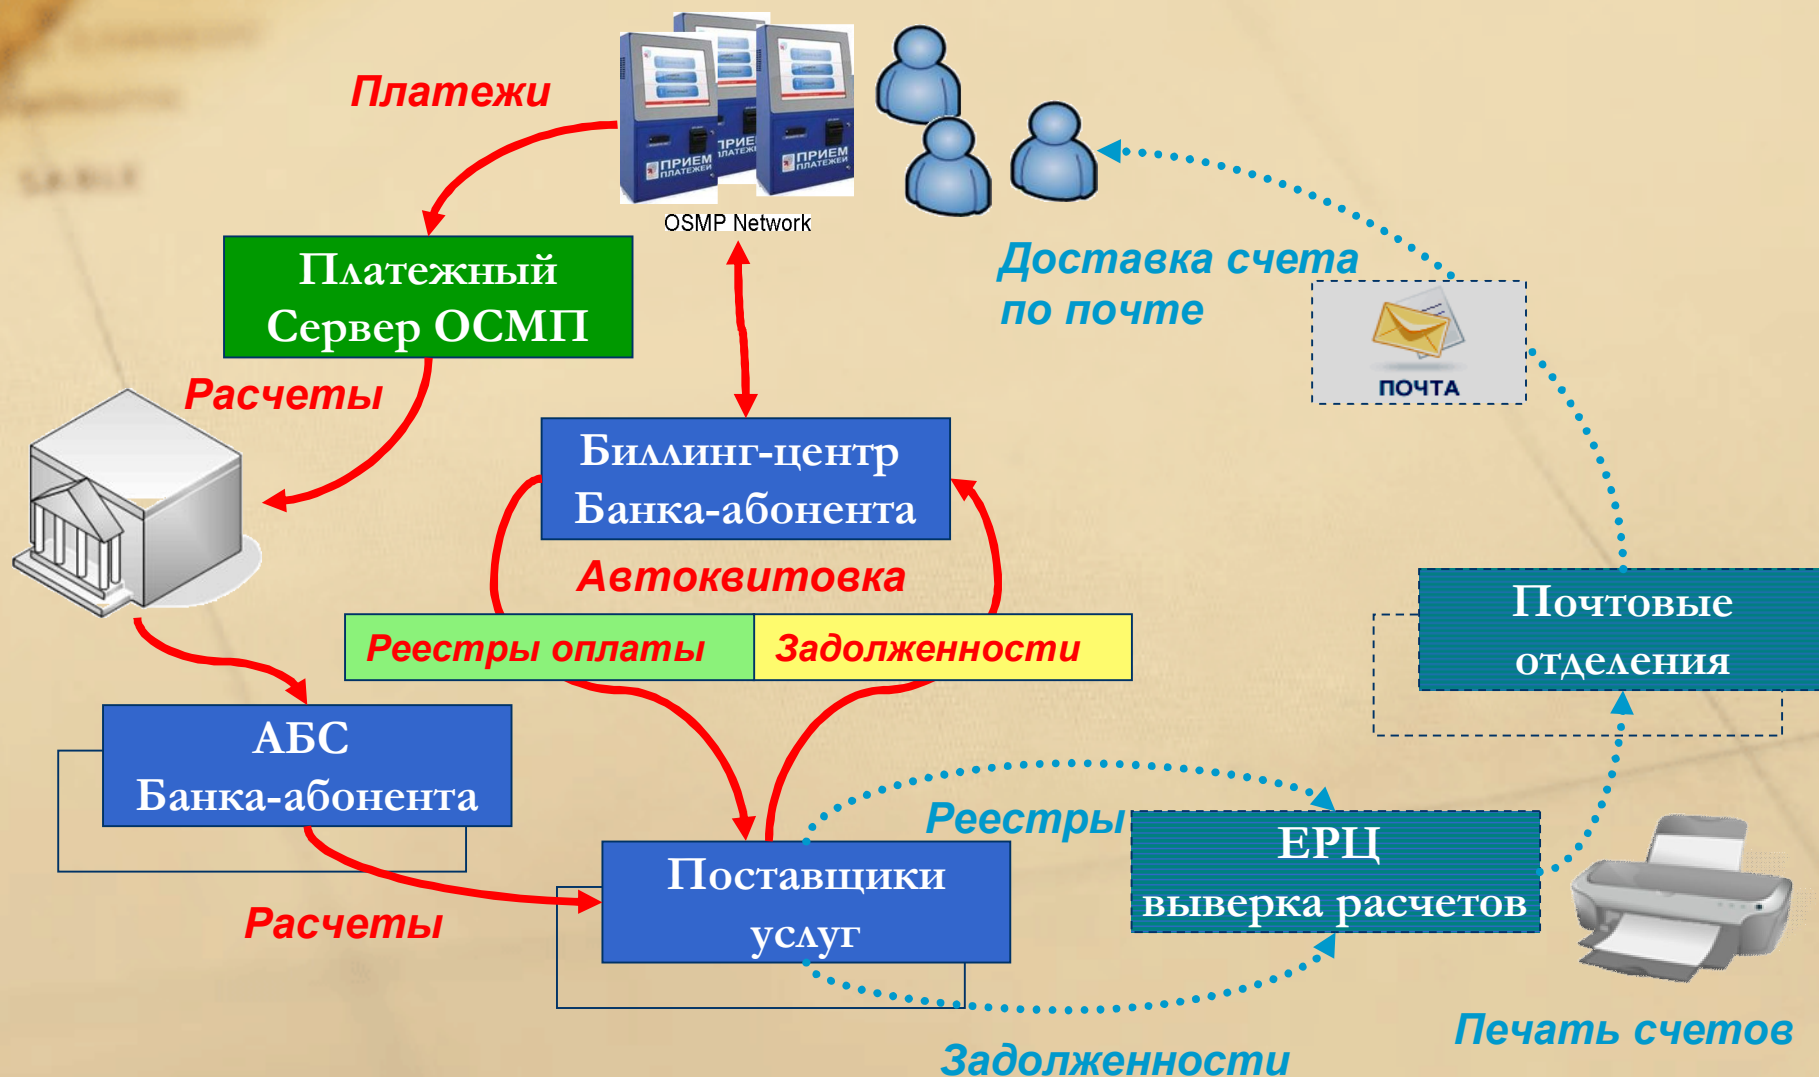 Платежи
ПРИЕМ
ПЛАТЕЖЕЙ
ПРИЕМ
ПЛАТЕЖЕЙ
OSMP Network
Платежный
Сервер ОСМП
Доставка счета
по почте
ПОЧТА
Расчеты
Биллинг-центр
Банка-абонента
Автоквитовка
Реестры оплаты
Задолженности
Почтовые
отделения
АБС
Банка-абонента
Реестры
ЕРЦ
выверка расчетов
Поставщики
услуг
Расчеты
Печать счетов
Задолженности